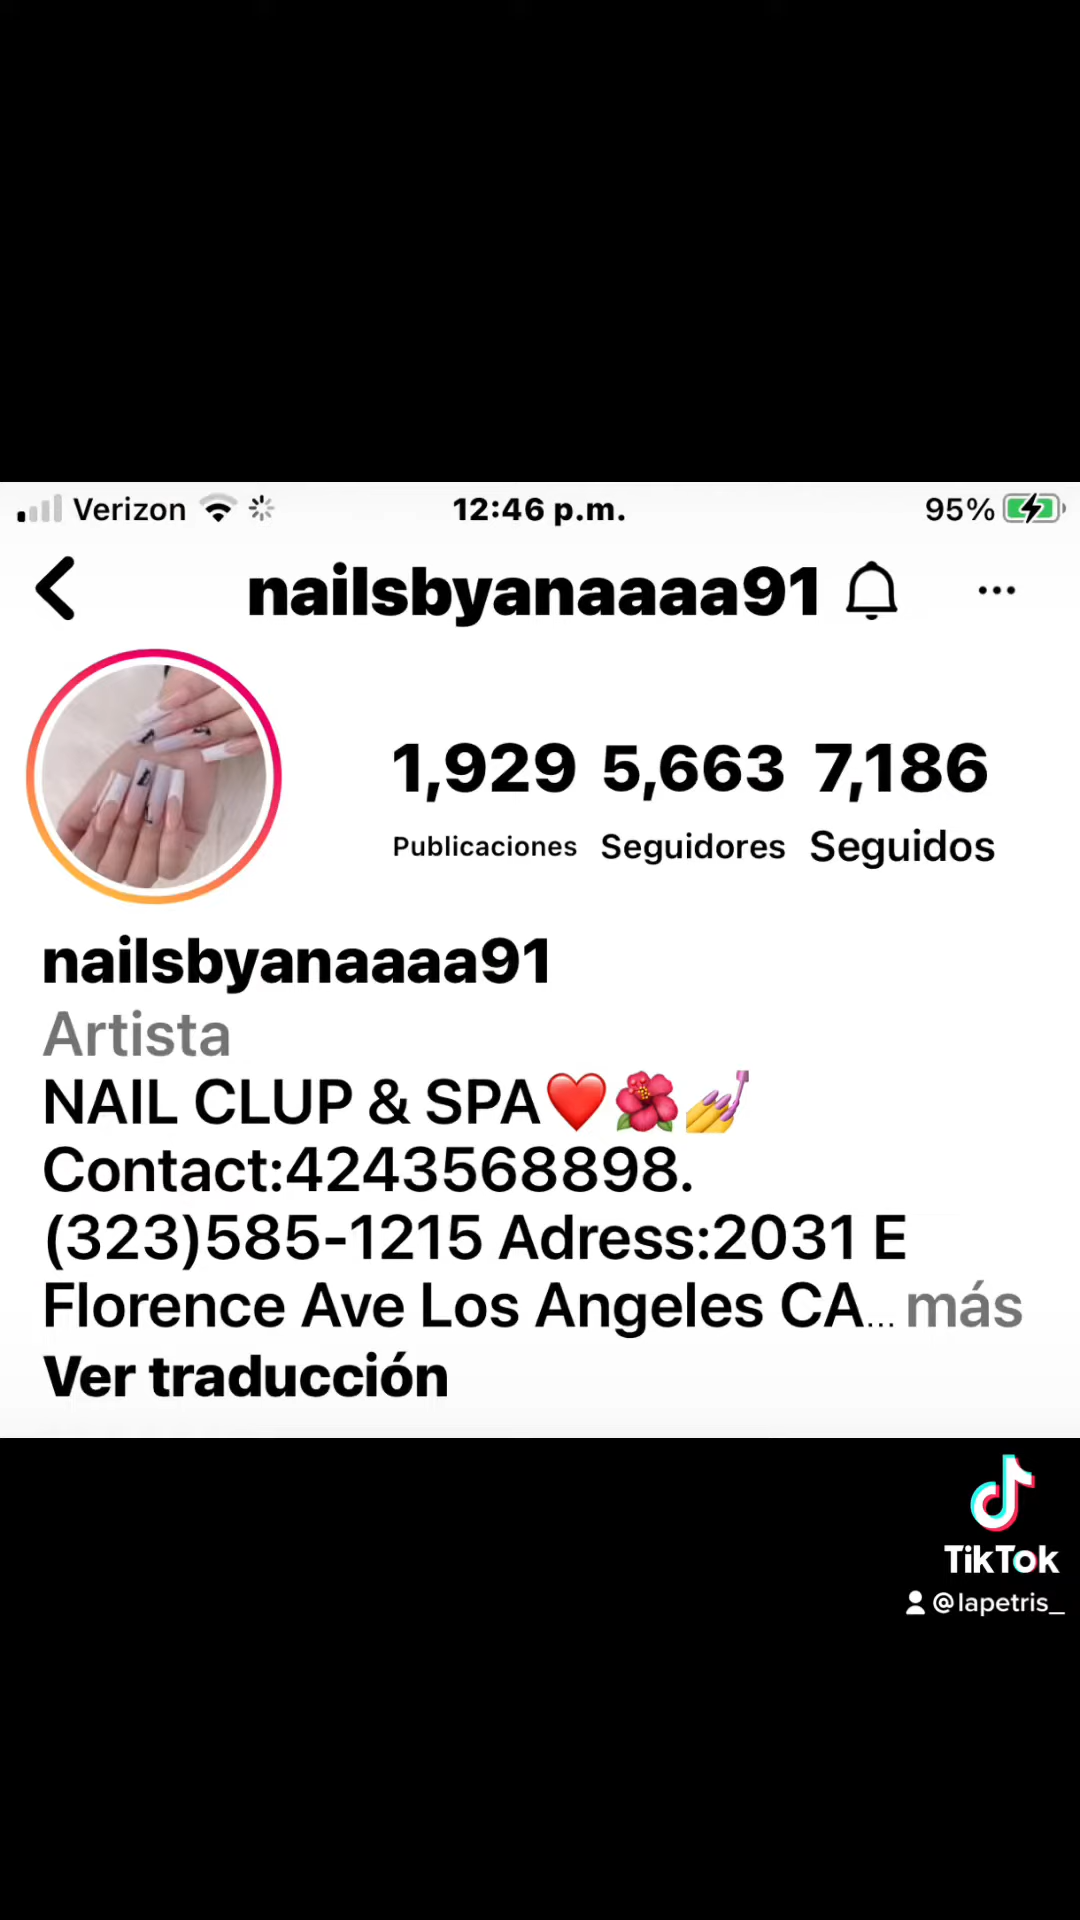 Verizon 12:46 p.m. 95%
nailsbyanaaaa91
1,929 5,663 7,186
Publicaciones Seguidores Seguidos
nailsbyanaaaa91
Artista
NAIL CLUP & SPA❤️🌺💅
Contact:4243568898.
(323)585-1215 Adress:2031 E
Florence Ave Los Angeles CA... más
Ver traducción
TikTok
@lapetris_